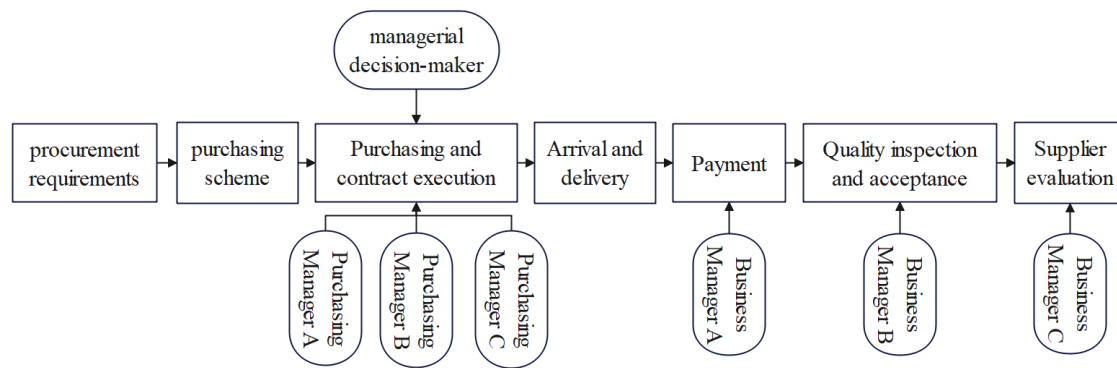 managerial
decision-maker
procurement
requirements
purchasing
scheme
Purchasing and
contract execution
Arrival and
delivery
Payment
Quality inspection
and acceptance
Supplier
evaluation
Purchasing
Manager A
Purchasing
Manager B
Purchasing
Manager C
Business
Manager A
Business
Manager B
Business
Manager C